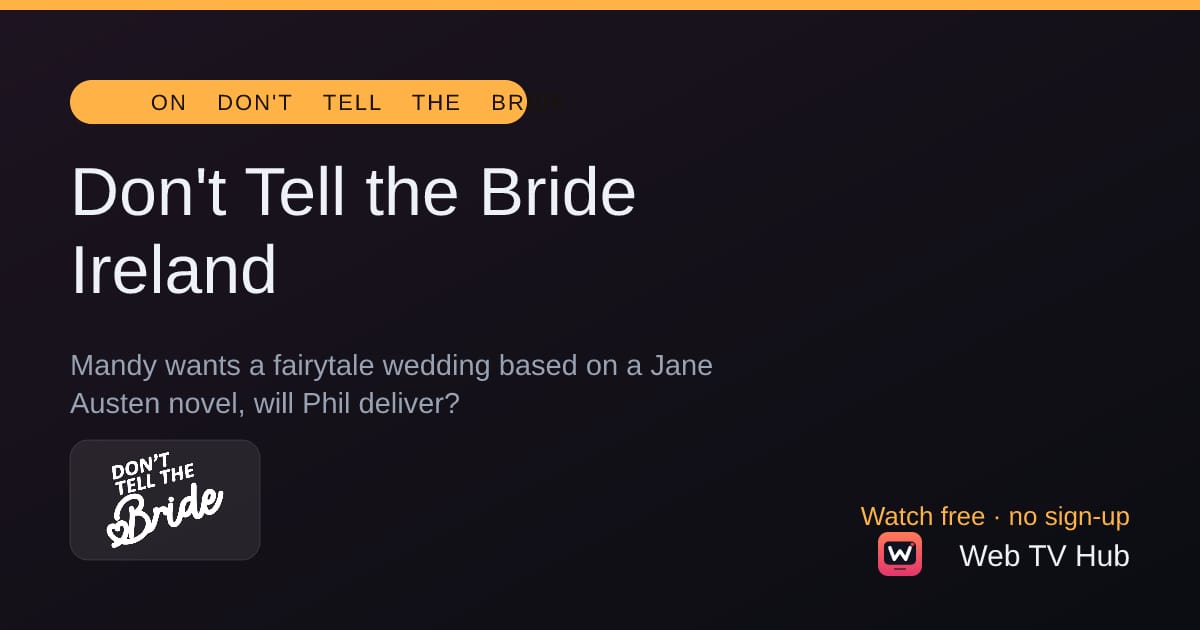 ON DON'T TELL THE BRIDE
Don't Tell the Bride
Ireland
Mandy wants a fairytale wedding based on a Jane
Austen novel, will Phil deliver?
DON'T
TELL THE
Bride
Watch free · no sign-up
W
Web TV Hub